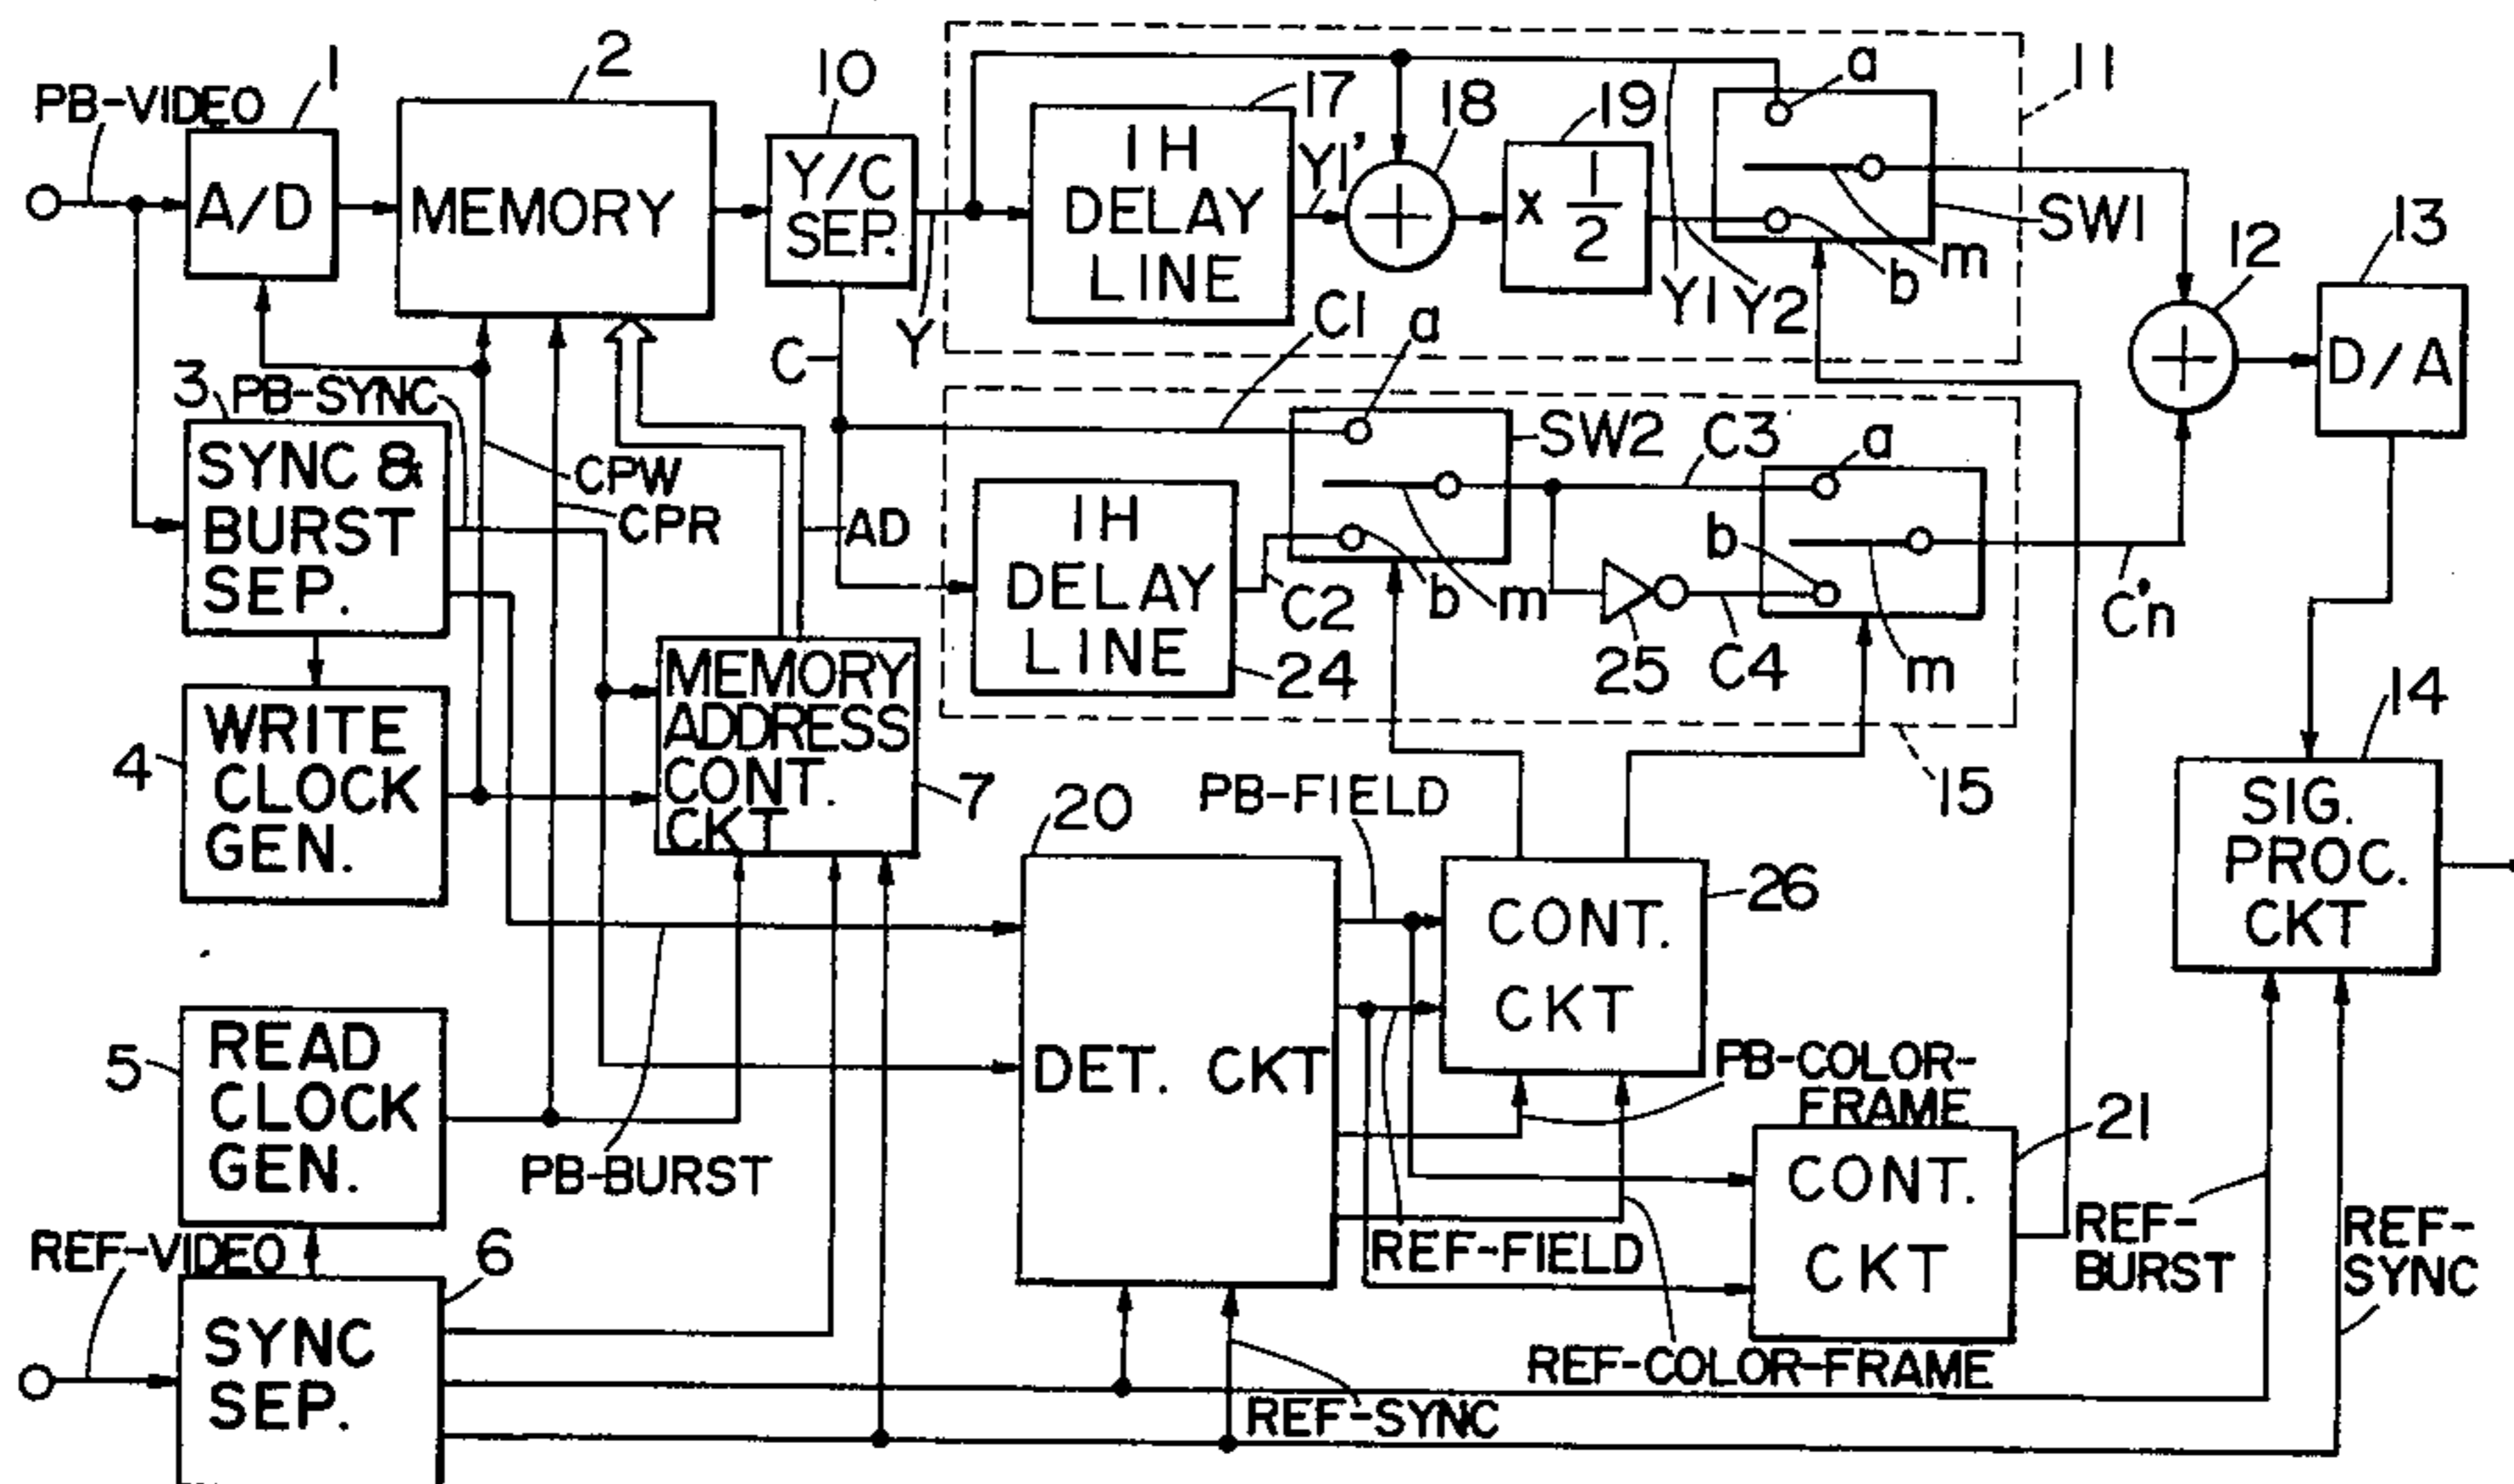 PB-VIDEO
1
2
10
17
18
19
a
11
A/D
MEMORY
Y/C
SEP.
1H
DELAY
LINE
Y1'
+
x 1/2
b
m
SW1
12
13
Y
C
C1
a
Y1
Y2
+
D/A
3
PB-SYNC
SYNC &
BURST
SEP.
CPW
CPR
AD
1H
DELAY
LINE
24
C2
b
m
SW2
C3
a
b
25
C4
m
C'n
15
14
4
WRITE
CLOCK
GEN.
MEMORY
ADDRESS
CONT.
CKT
7
20
PB-FIELD
CONT.
CKT
26
SIG.
PROC.
CKT
DET. CKT
5
READ
CLOCK
GEN.
PB-BURST
PB-COLOR-
FRAME
21
CONT.
CKT
REF-FIELD
REF-
BURST
REF-
SYNC
REF-VIDEO
6
SYNC
SEP.
REF-COLOR-FRAME
REF-SYNC